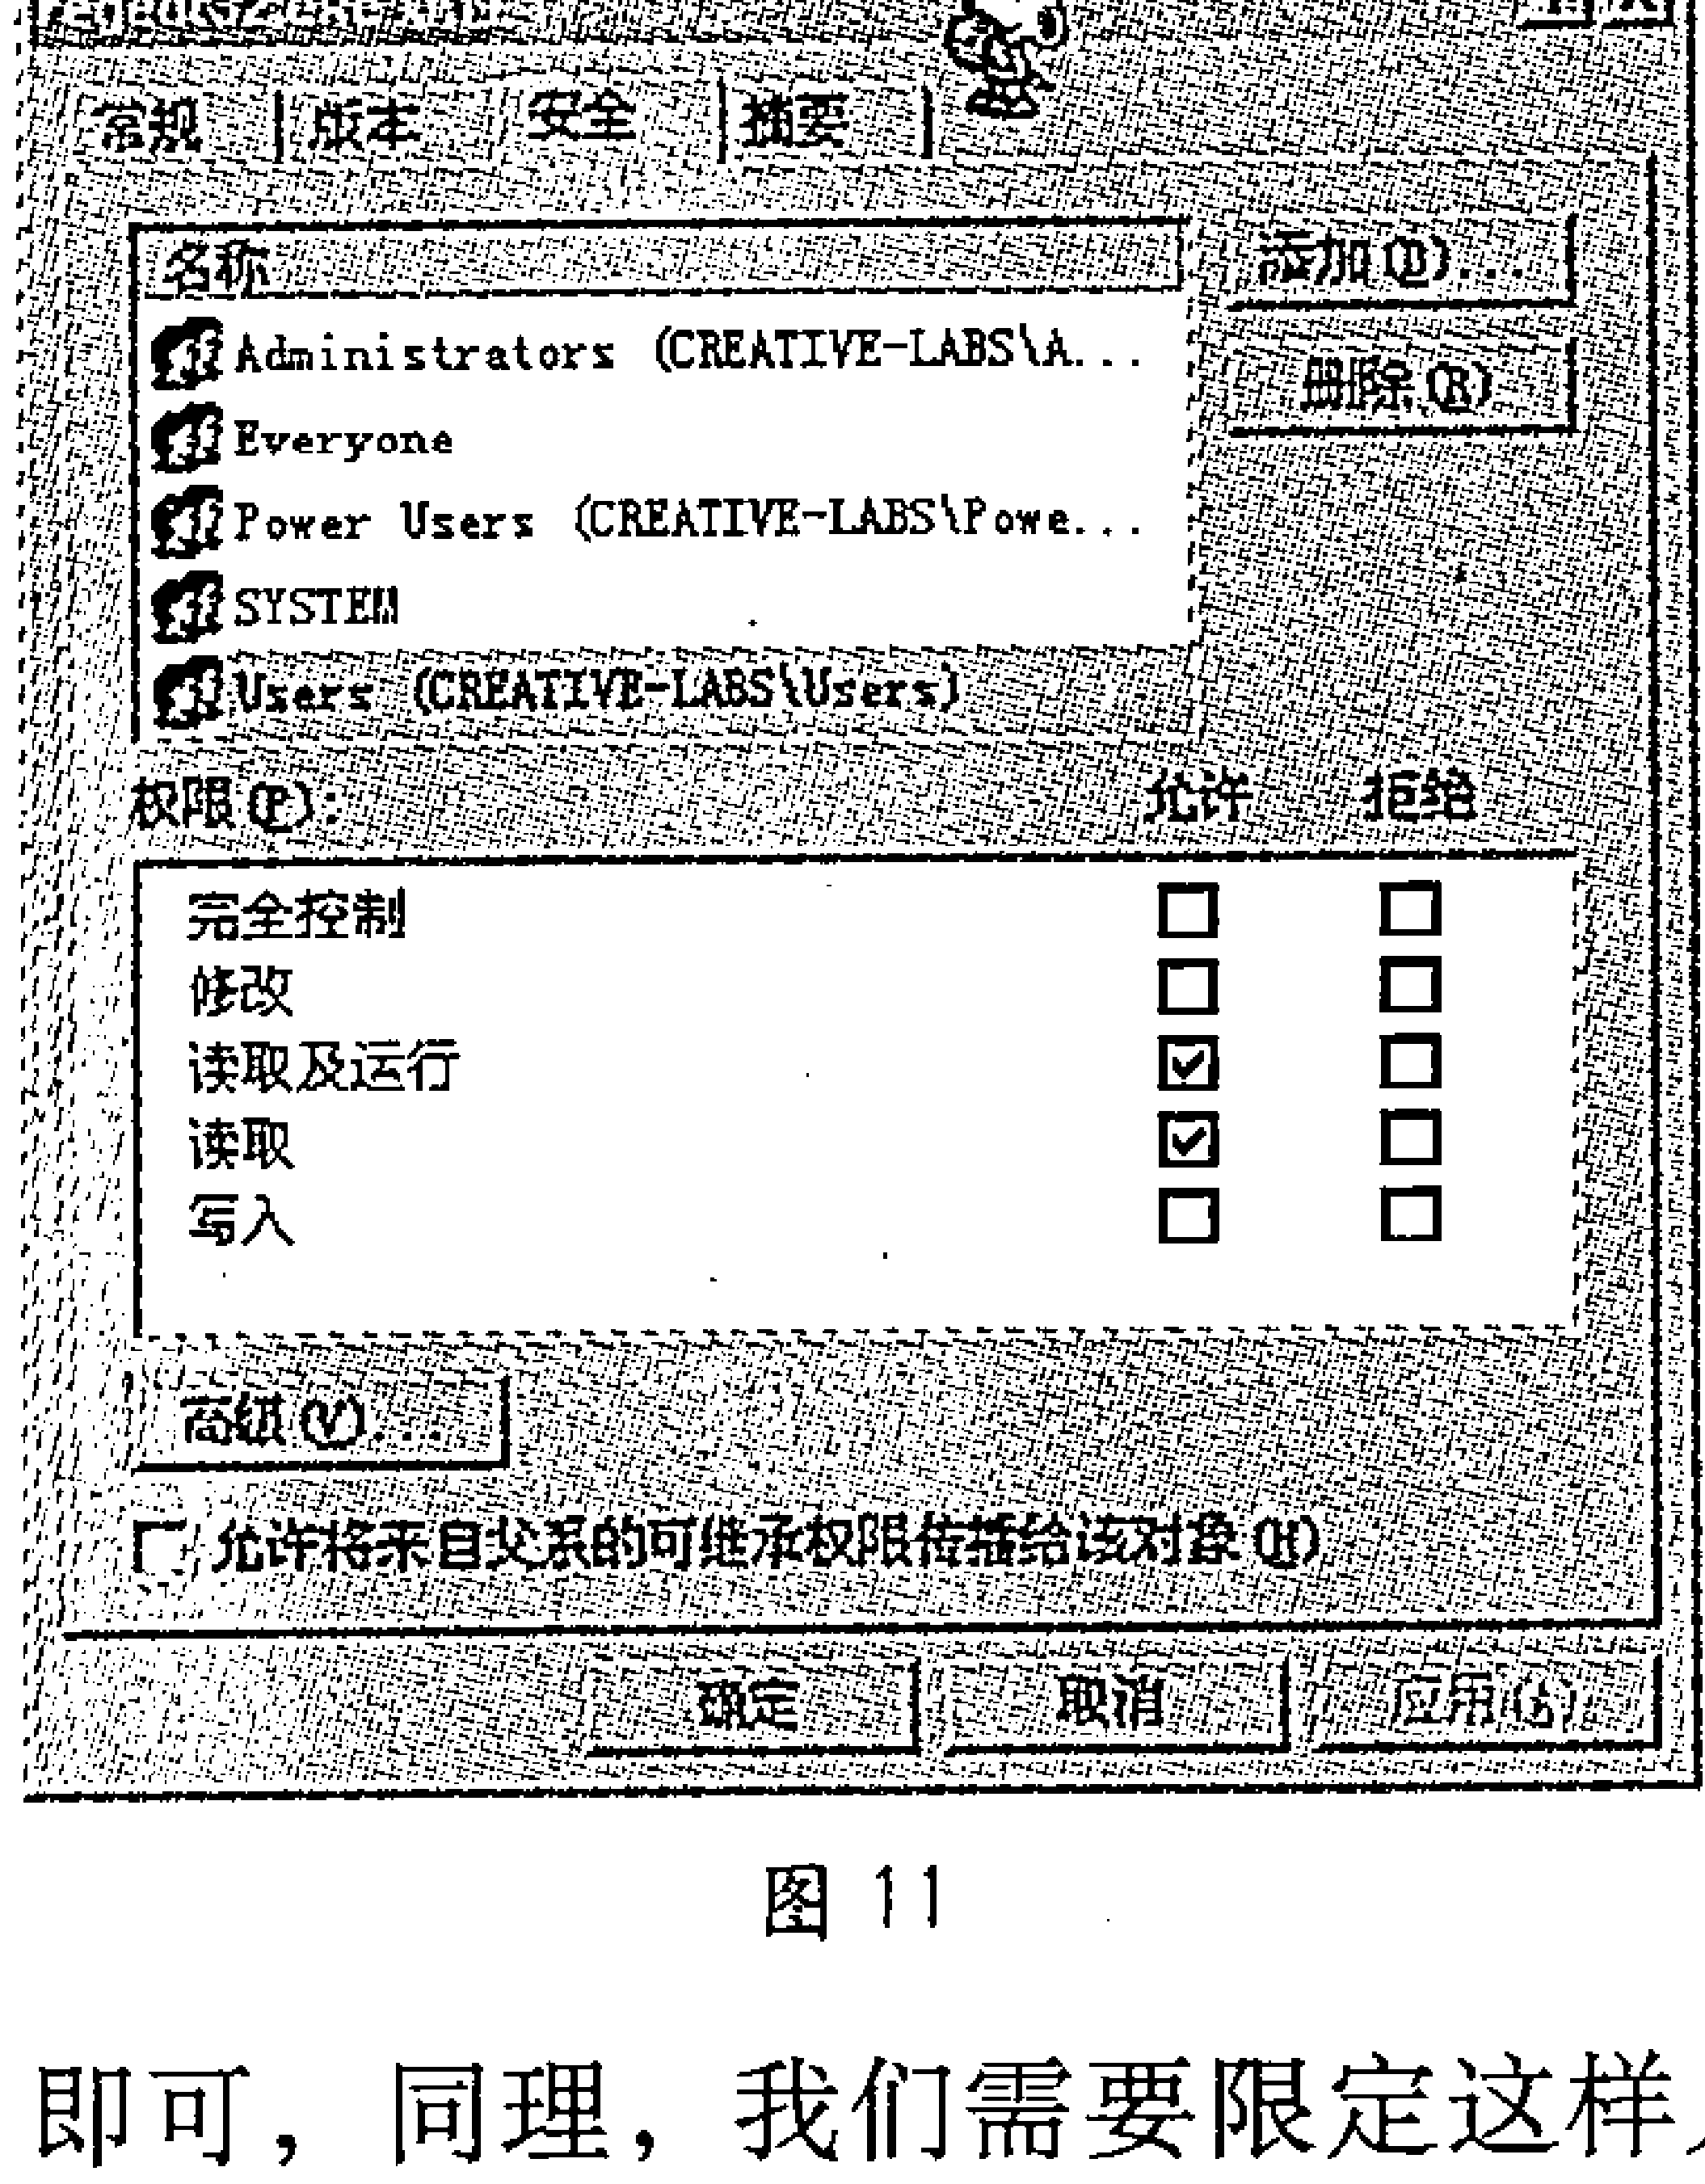 常规 版本 安全 摘要
名称
添加(D)...
Administrators (CREATIVE-LABS\A...
删除(R)
Everyone
Power Users (CREATIVE-LABS\Powe...
SYSTEM
Users (CREATIVE-LABS\Users)
权限(P): 允许 拒绝
完全控制
修改
读取及运行
读取
写入
高级(V)...
允许将来自父系的可继承权限传播给该对象(H)
确定 取消 应用(A)
图 11
即可，同理，我们需要限定这样